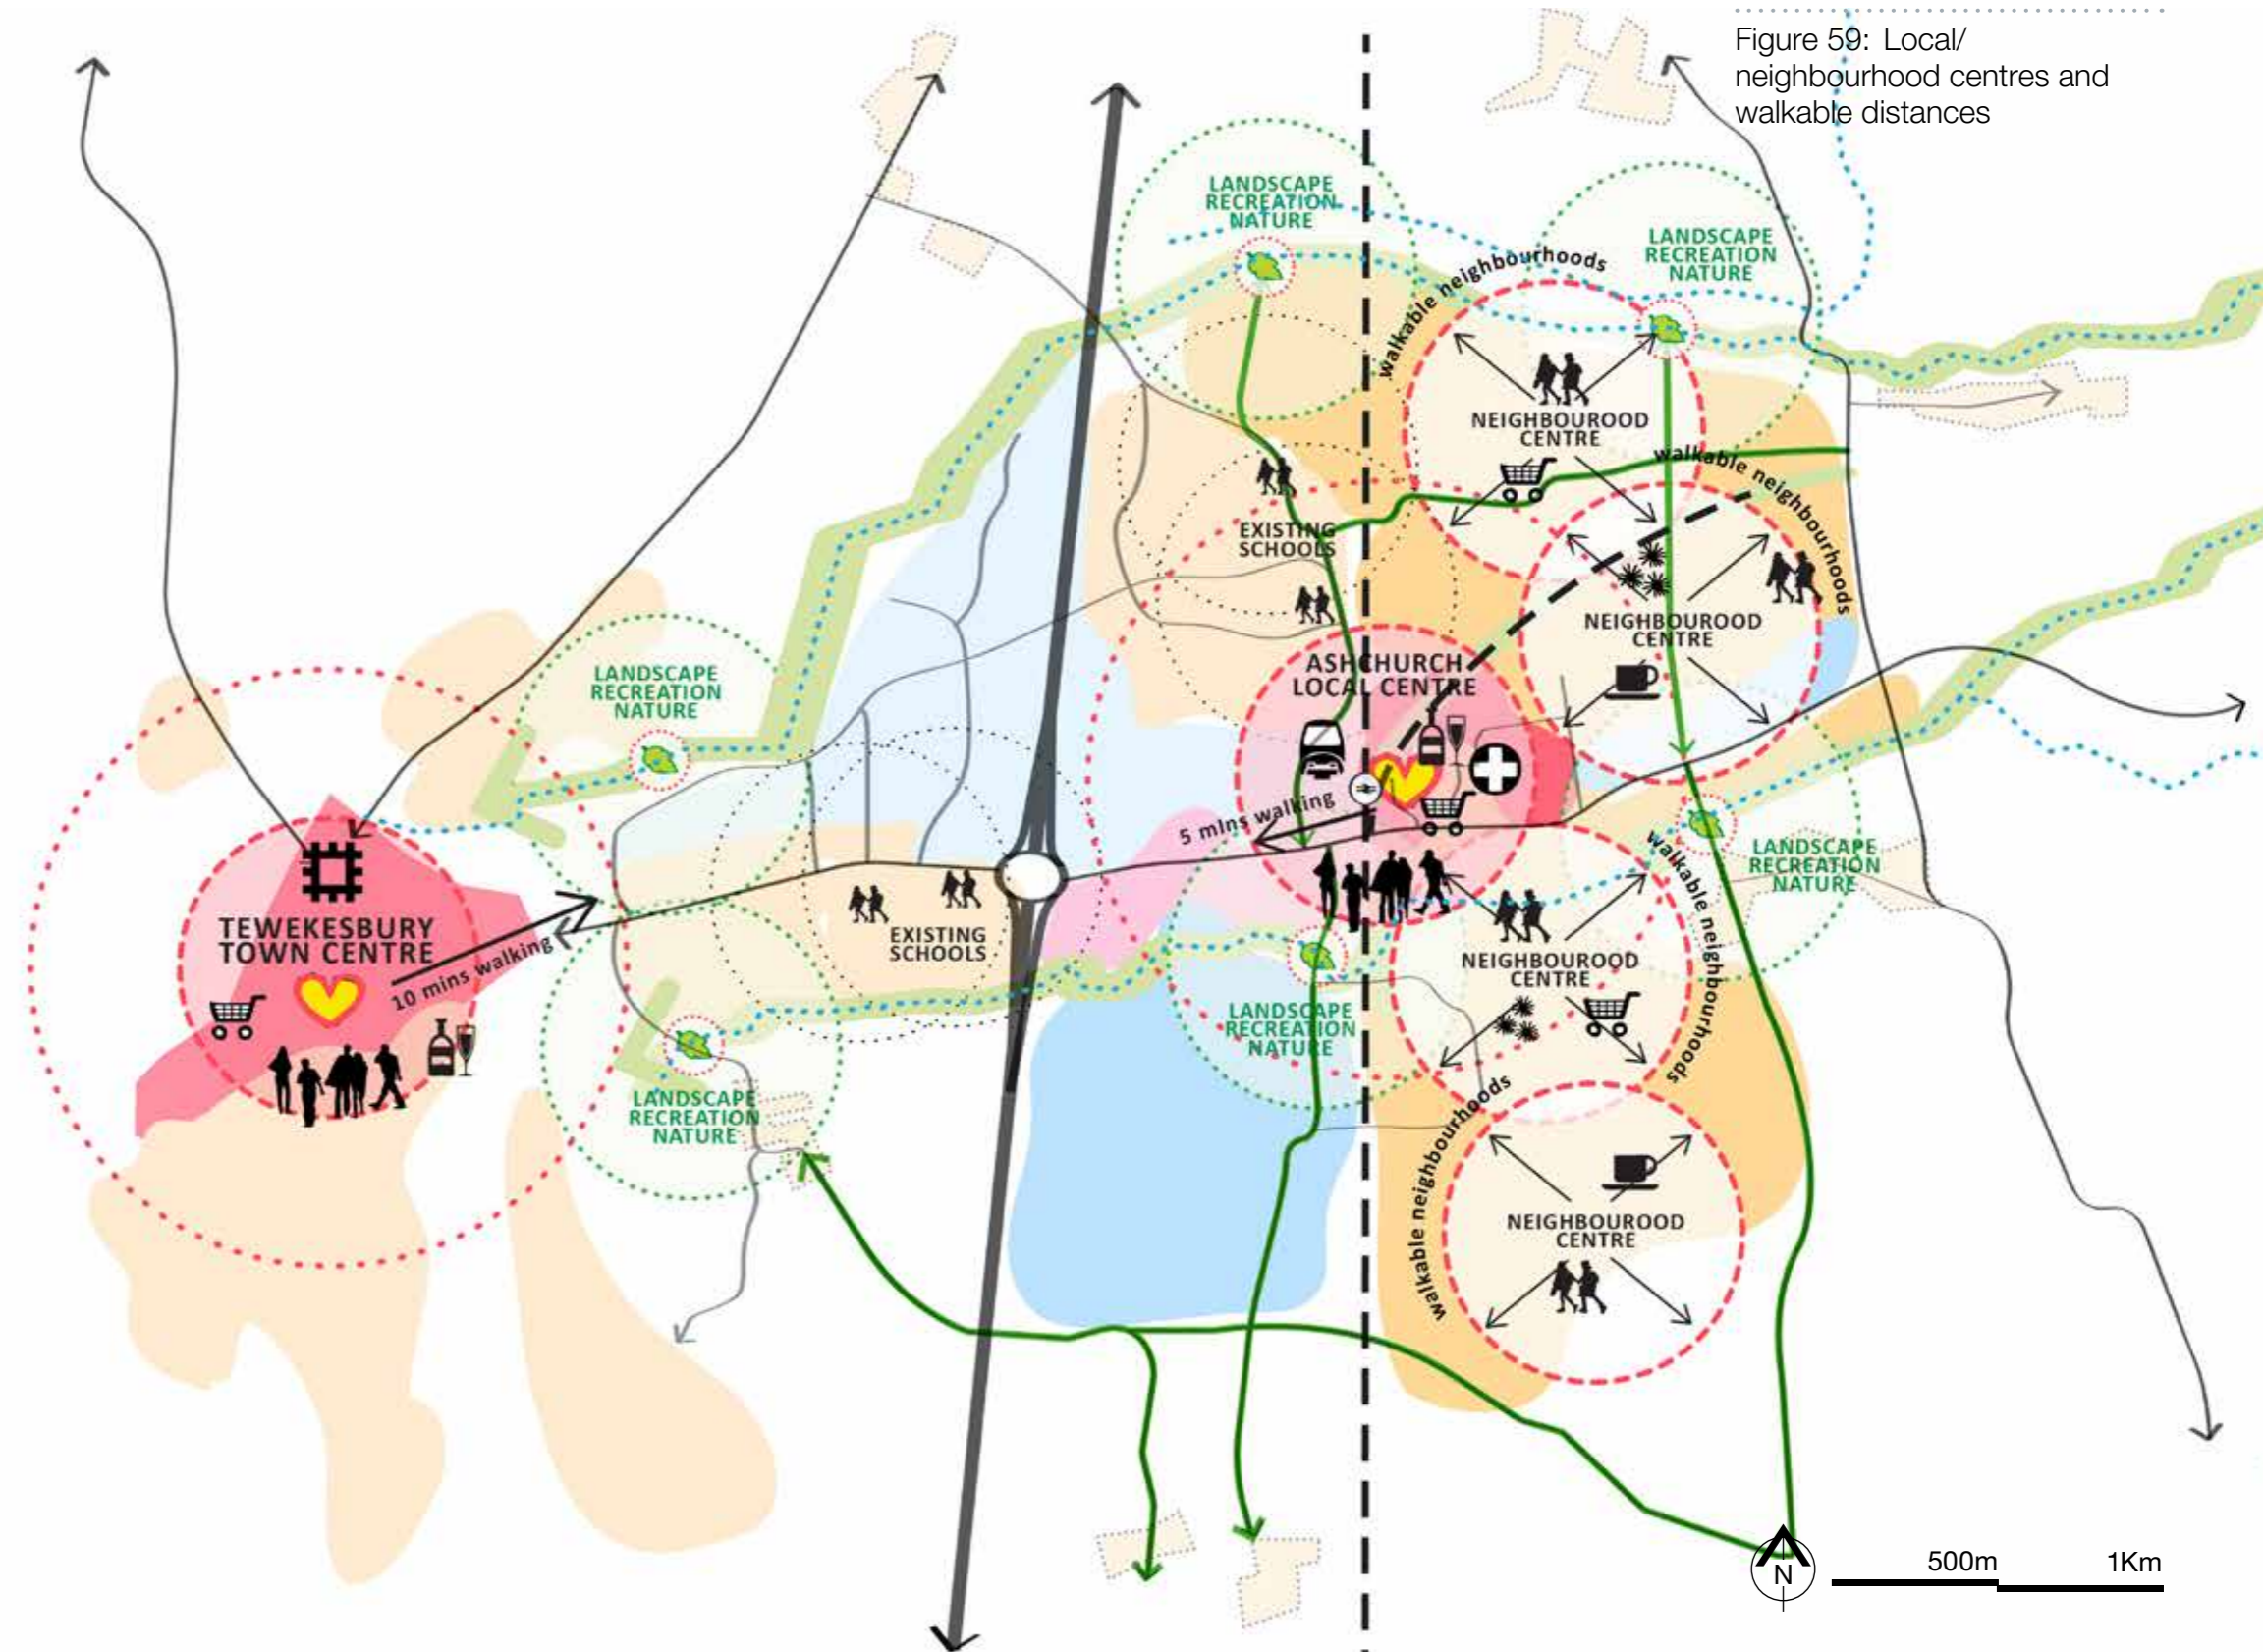 Figure 59: Local/
neighbourhood centres and
walkable distances
LANDSCAPE
RECREATION
NATURE
LANDSCAPE
RECREATION
NATURE
walkable neighbourhoods
NEIGHBOUROOD
CENTRE
walkable neighbourhoods
EXISTING
SCHOOLS
NEIGHBOUROOD
CENTRE
ASHCHURCH
LOCAL CENTRE
LANDSCAPE
RECREATION
NATURE
5 mins walking
walkable neighbourhoods
LANDSCAPE
RECREATION
NATURE
TEWEKESBURY
TOWN CENTRE
10 mins walking
EXISTING
SCHOOLS
NEIGHBOUROOD
CENTRE
LANDSCAPE
RECREATION
NATURE
LANDSCAPE
RECREATION
NATURE
walkable neighbourhoods
NEIGHBOUROOD
CENTRE
N
500m
1Km